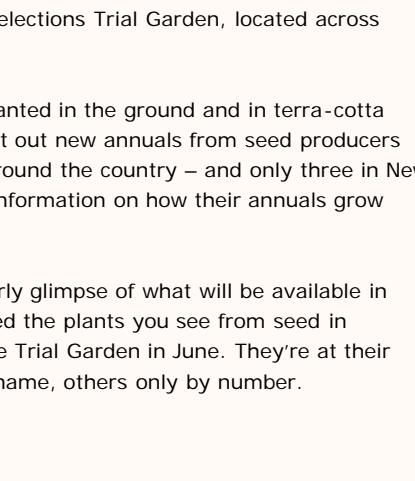 elections Trial Garden, located across
anted in the ground and in terra-cotta
t out new annuals from seed producers
round the country – and only three in Ne
nformation on how their annuals grow
rly glimpse of what will be available in
ed the plants you see from seed in
e Trial Garden in June. They're at their
name, others only by number.